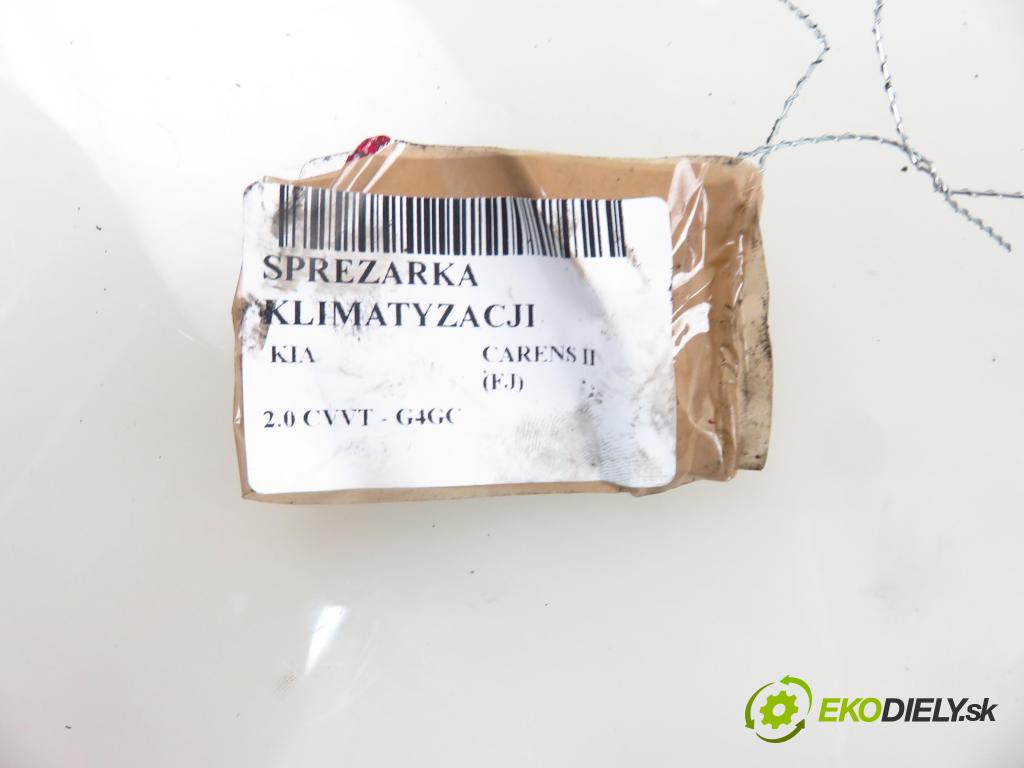 SPREZARKA
KLIMATYZACJI
KIA CARENS II
(FJ)
2.0 CVVT - G4GC
EKODIELY.sk